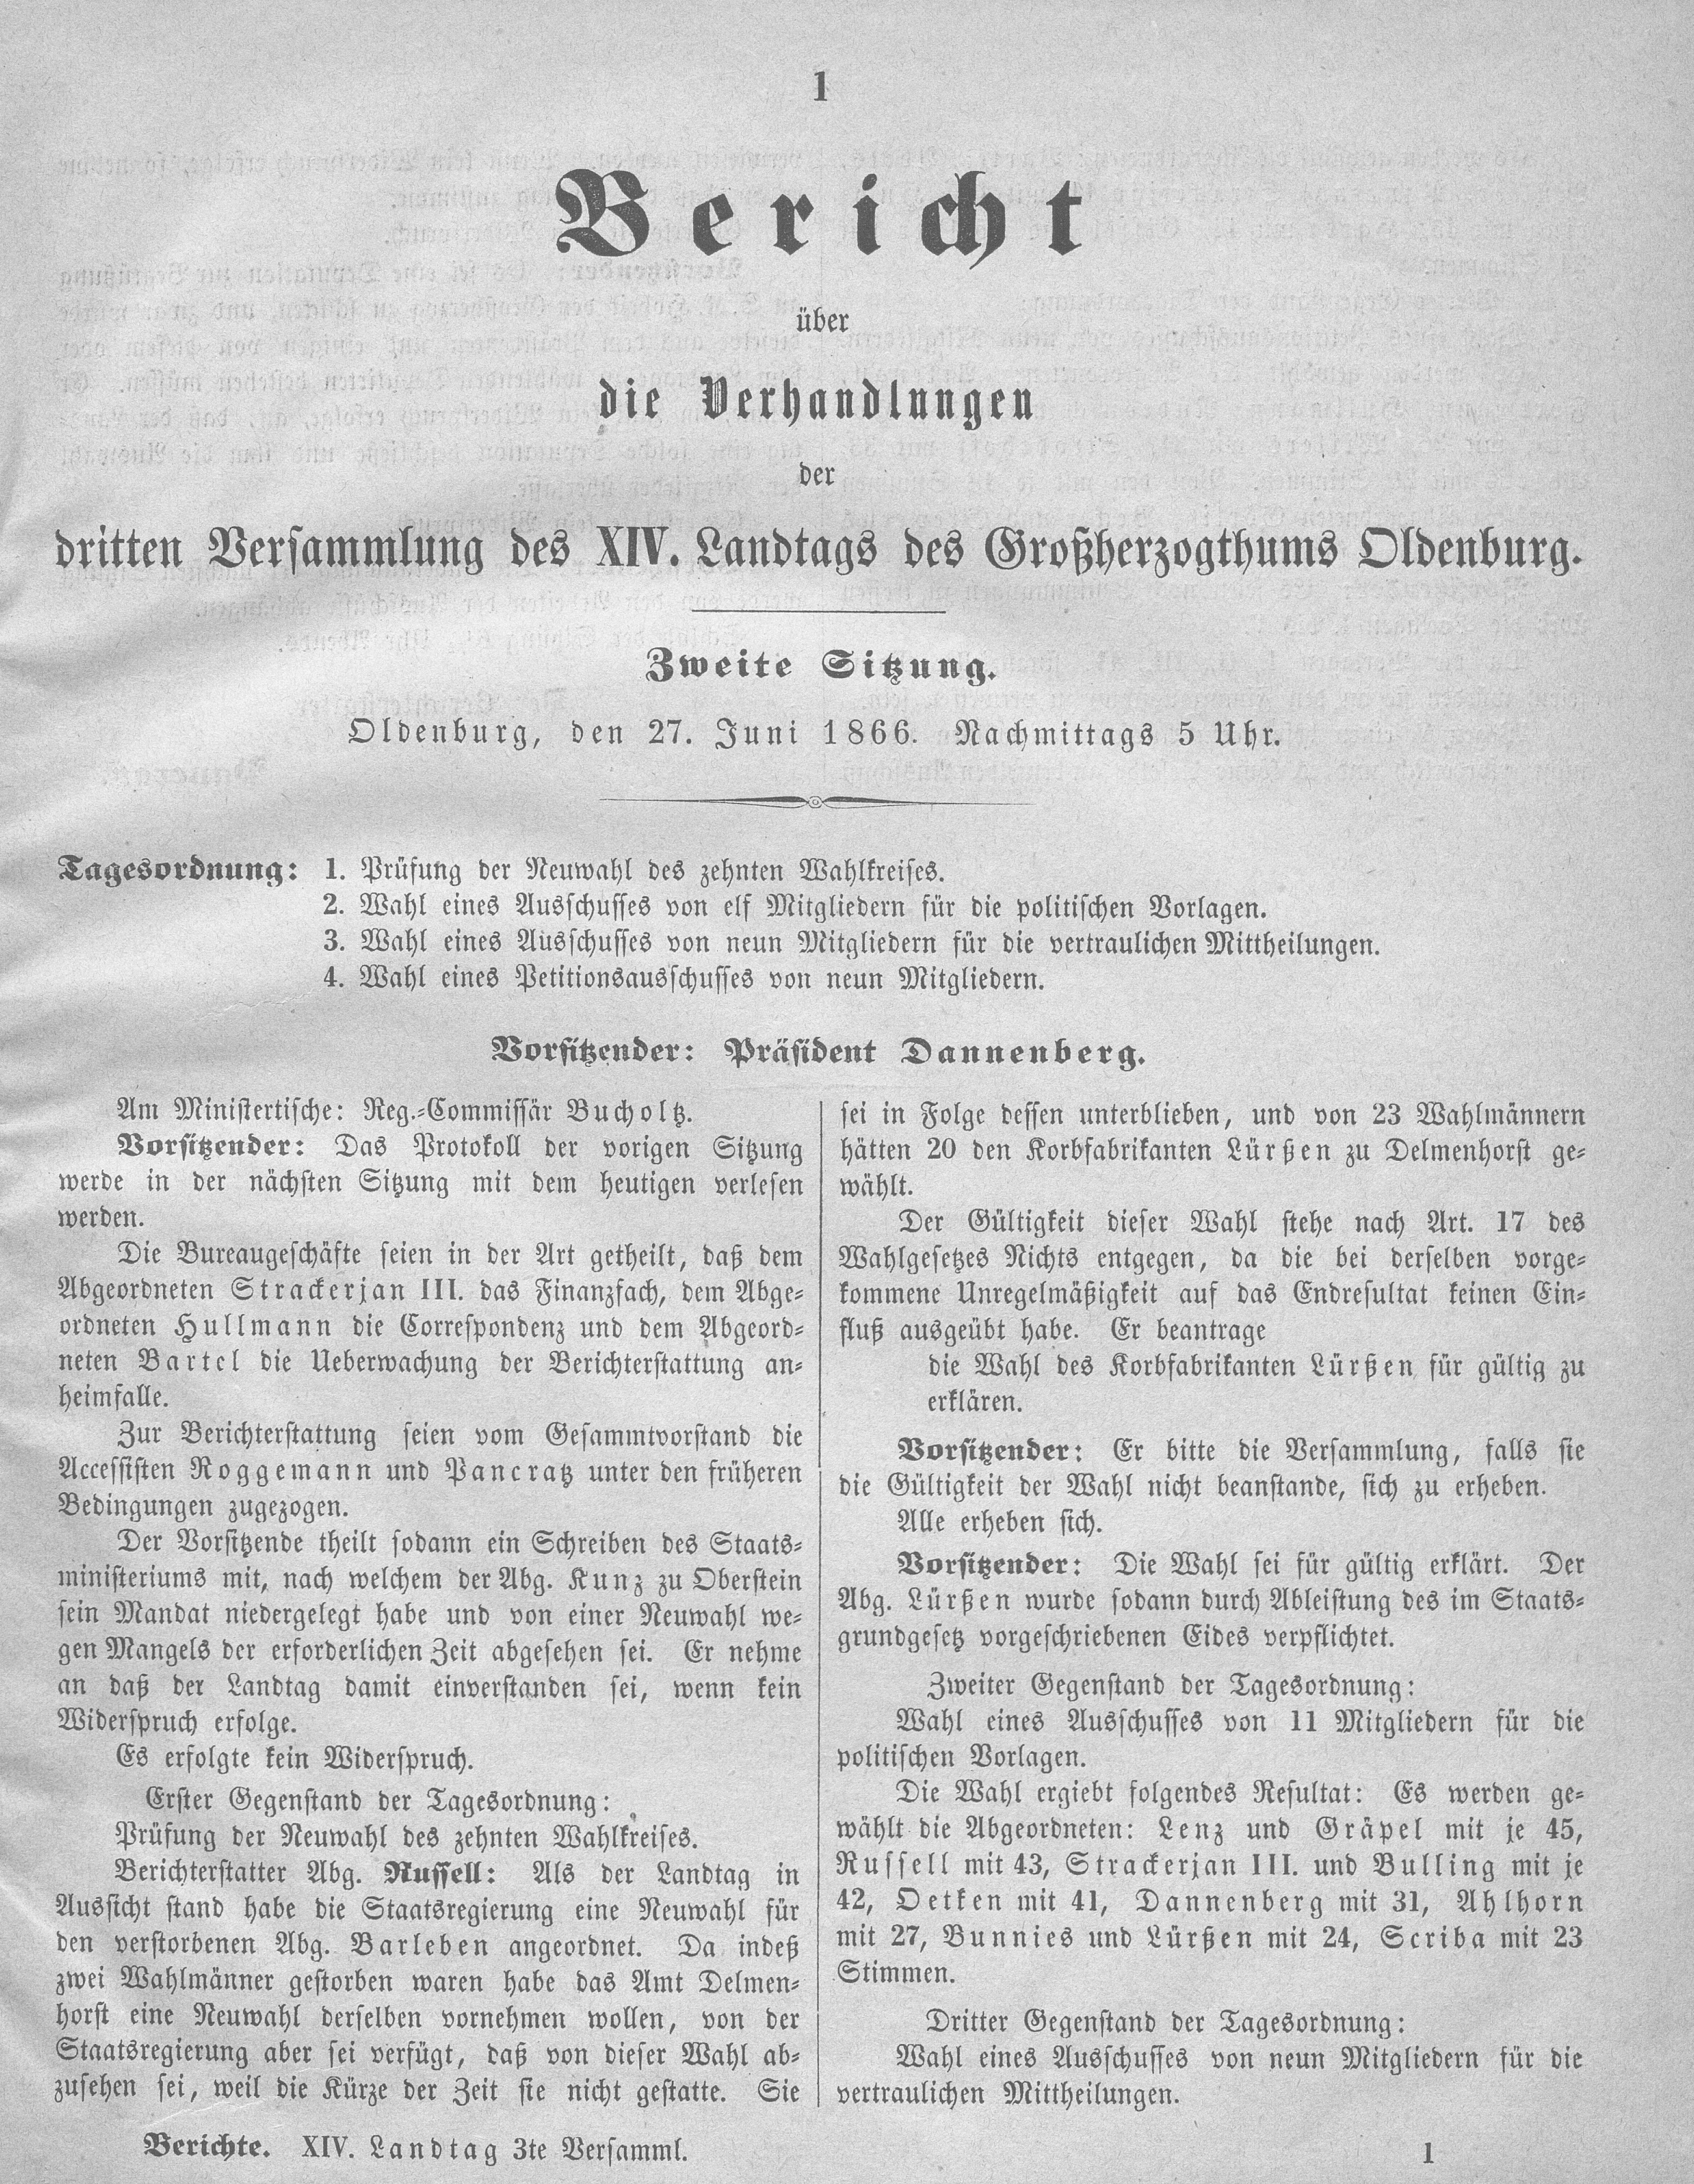 1
Bericht
über
die Verhandlungen
der
dritten Versammlung des XIV. Landtags des Großherzogthums Oldenburg.
Zweite Sitzung.
Oldenburg, den 27. Juni 1866. Nachmittags 5 Uhr.
Tagesordnung: 1. Prüfung der Neuwahl des zehnten Wahlkreises.
2. Wahl eines Ausschusses von elf Mitgliedern für die politischen Vorlagen.
3. Wahl eines Ausschusses von neun Mitgliedern für die vertraulichen Mittheilungen.
4. Wahl eines Petitionsausschusses von neun Mitgliedern.
Vorsitzender: Präsident Dannenberg.
Am Ministertische: Reg.-Commissär Bucholtz.
Vorsitzender: Das Protokoll der vorigen Sitzung
werde in der nächsten Sitzung mit dem heutigen verlesen
werden.
Die Bureaugeschäfte seien in der Art getheilt, daß dem
Abgeordneten Strackerjan III. das Finanzfach, dem Abge-
ordneten Hullmann die Correspondenz und dem Abgeord-
neten Bartel die Ueberwachung der Berichterstattung an-
heimfalle.
Zur Berichterstattung seien vom Gesammtvorstand die
Accessisten Roggemann und Pancratz unter den früheren
Bedingungen zugezogen.
Der Vorsitzende theilt sodann ein Schreiben des Staats-
ministeriums mit, nach welchem der Abg. Kunz zu Oberstein
sein Mandat niedergelegt habe und von einer Neuwahl we-
gen Mangels der erforderlichen Zeit abgesehen sei. Er nehme
an daß der Landtag damit einverstanden sei, wenn kein
Widerspruch erfolge.
Es erfolgte kein Widerspruch.
Erster Gegenstand der Tagesordnung:
Prüfung der Neuwahl des zehnten Wahlkreises.
Berichterstatter Abg. Russell: Als der Landtag in
Aussicht stand habe die Staatsregierung eine Neuwahl für
den verstorbenen Abg. Barleben angeordnet. Da indeß
zwei Wahlmänner gestorben waren habe das Amt Delmen-
horst eine Neuwahl derselben vornehmen wollen, von der
Staatsregierung aber sei verfügt, daß von dieser Wahl ab-
zusehen sei, weil die Kürze der Zeit sie nicht gestatte. Sie
sei in Folge dessen unterblieben, und von 23 Wahlmännern
hätten 20 den Korbfabrikanten Lürßen zu Delmenhorst ge-
wählt.
Der Gültigkeit dieser Wahl stehe nach Art. 17 des
Wahlgesetzes Nichts entgegen, da die bei derselben vorge-
kommene Unregelmäßigkeit auf das Endresultat keinen Ein-
fluß ausgeübt habe. Er beantrage
die Wahl des Korbfabrikanten Lürßen für gültig zu
erklären.
Vorsitzender: Er bitte die Versammlung, falls sie
die Gültigkeit der Wahl nicht beanstande, sich zu erheben.
Alle erheben sich.
Vorsitzender: Die Wahl sei für gültig erklärt. Der
Abg. Lürßen wurde sodann durch Ableistung des im Staats-
grundgesetz vorgeschriebenen Eides verpflichtet.
Zweiter Gegenstand der Tagesordnung:
Wahl eines Ausschusses von 11 Mitgliedern für die
politischen Vorlagen.
Die Wahl ergiebt folgendes Resultat: Es werden ge-
wählt die Abgeordneten: Lenz und Gräpel mit je 45,
Russell mit 43, Strackerjan III. und Bulling mit je
42, Oetken mit 41, Dannenberg mit 31, Ahlhorn
mit 27, Bunnies und Lürßen mit 24, Scriba mit 23
Stimmen.
Dritter Gegenstand der Tagesordnung:
Wahl eines Ausschusses von neun Mitgliedern für die
vertraulichen Mittheilungen.
Berichte. XIV. Landtag 3te Versamml.
1